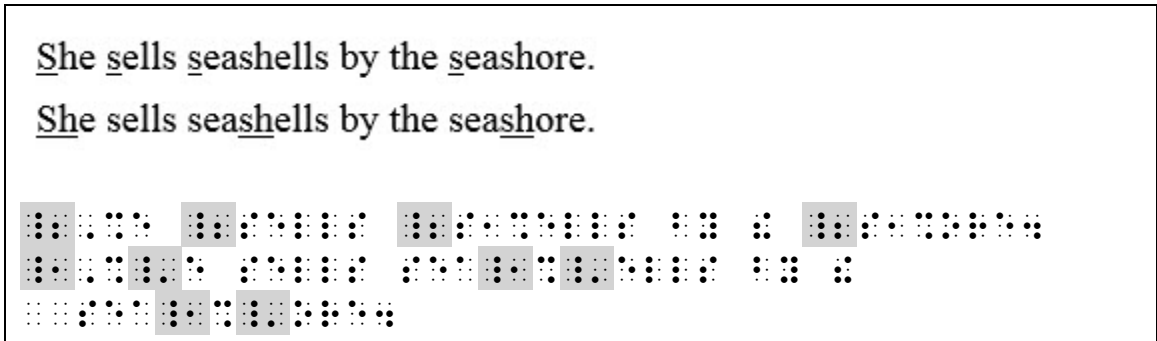 She sells seashells by the seashore.
She sells seashells by the seashore.
⠸⠆⠠⠩⠑ ⠸⠆⠎⠑⠇⠇⠎ ⠸⠆⠎⠂⠩⠑⠇⠇⠎ ⠃⠽ ⠮ ⠸⠆⠎⠂⠩⠕⠗⠑⠲
⠸⠂⠠⠩⠸⠄⠑ ⠎⠑⠇⠇⠎ ⠎⠑⠁⠸⠂⠩⠸⠄⠑⠇⠇⠎ ⠃⠽ ⠮
⠀⠀⠎⠑⠁⠸⠂⠩⠸⠄⠕⠗⠑⠲